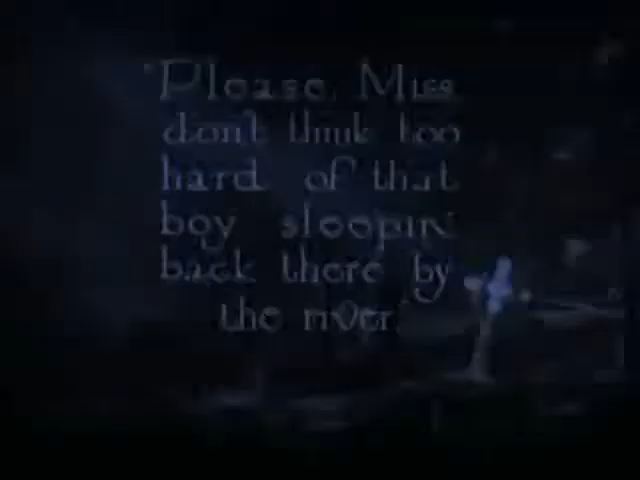 "Please, Miss,
don't think too
hard of that
boy sleepin'
back there by
the river."